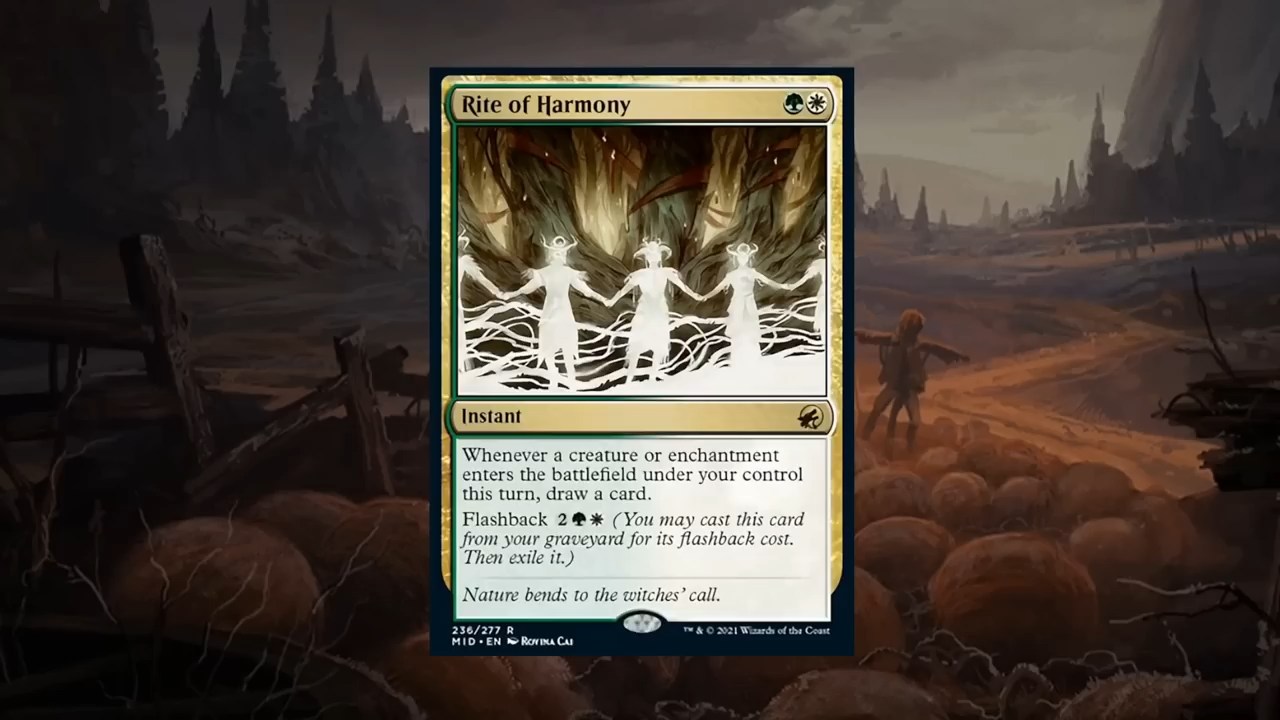 Rite of Harmony
Instant
Whenever a creature or enchantment
enters the battlefield under your control
this turn, draw a card.
Flashback 2 (You may cast this card
from your graveyard for its flashback cost.
Then exile it.)
Nature bends to the witches' call.
236/277 R
MID • EN Rovina Cai
™ & © 2021 Wizards of the Coast